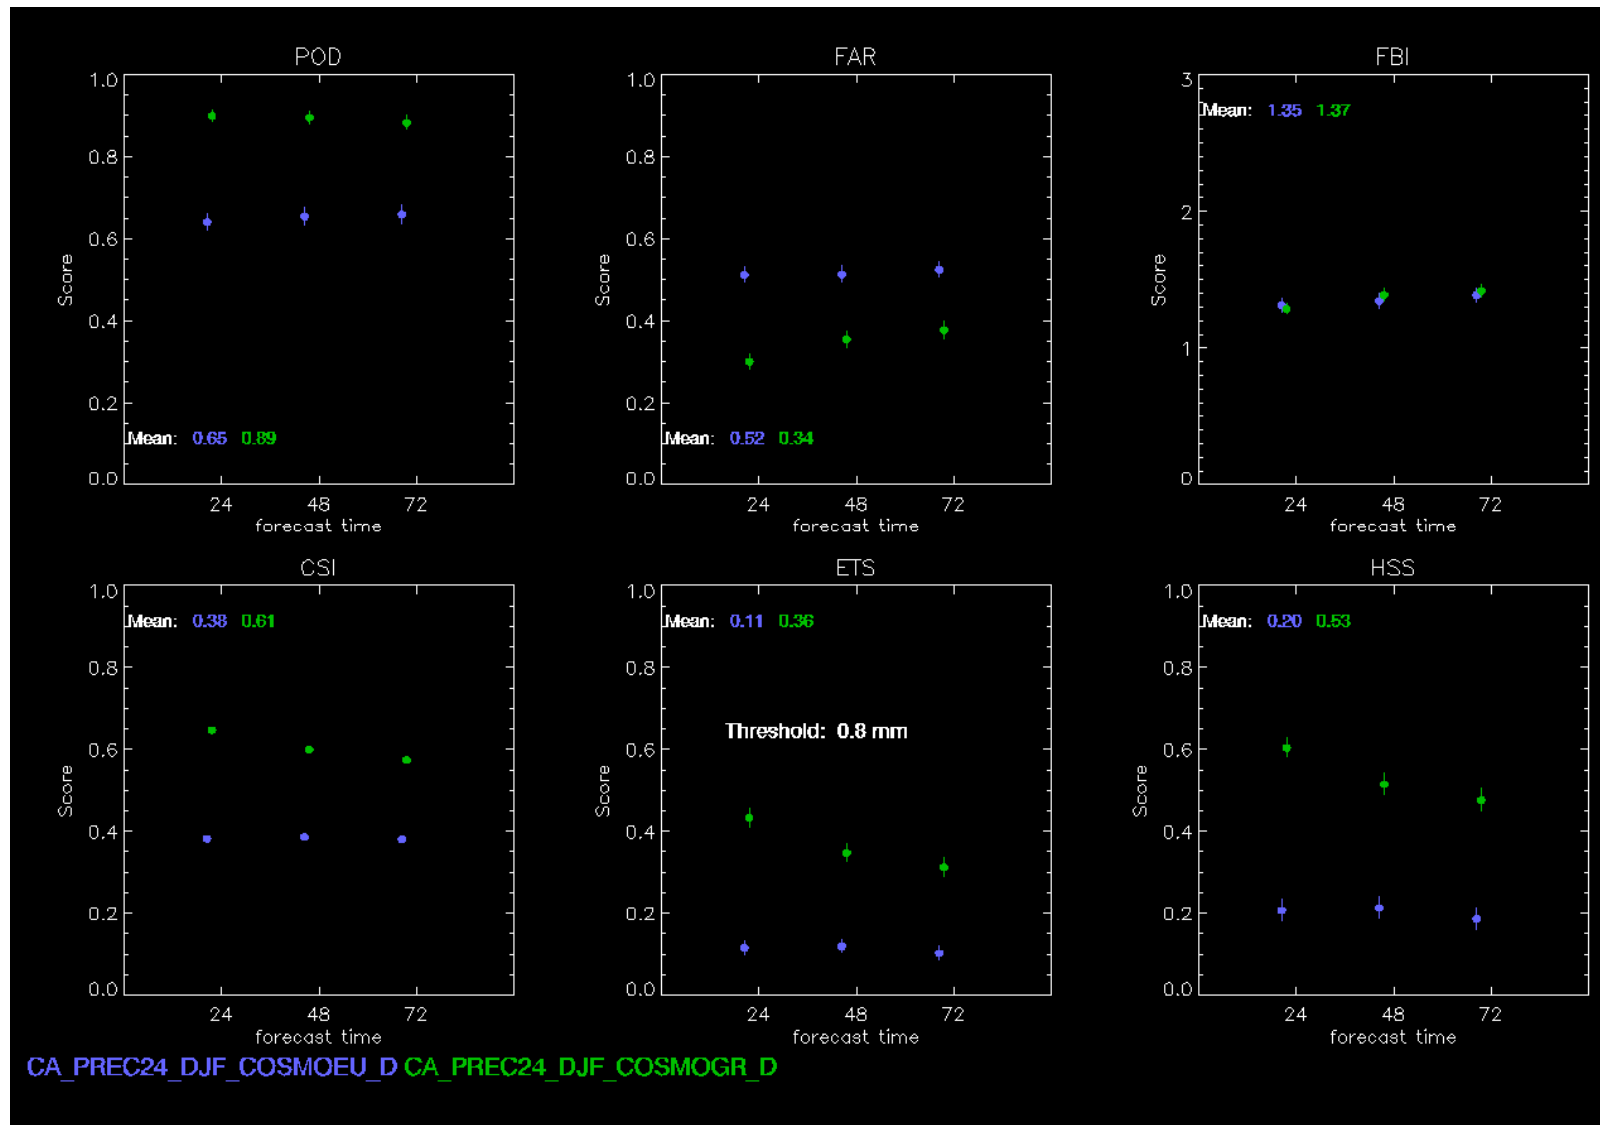 POD
1.0
0.8
0.6
0.4
0.2
0.0
Score
Mean: 0.65 0.89
24 48 72
forecast time
FAR
1.0
0.8
0.6
0.4
0.2
0.0
Score
Mean: 0.52 0.34
24 48 72
forecast time
FBI
3
2
1
0
Score
Mean: 1.35 1.37
24 48 72
forecast time
CSI
1.0
0.8
0.6
0.4
0.2
0.0
Score
Mean: 0.38 0.61
24 48 72
forecast time
ETS
1.0
0.8
0.6
0.4
0.2
0.0
Score
Mean: 0.11 0.36
Threshold: 0.8 mm
24 48 72
forecast time
HSS
1.0
0.8
0.6
0.4
0.2
0.0
Score
Mean: 0.20 0.53
24 48 72
forecast time
CA_PREC24_DJF_COSMOEU_D CA_PREC24_DJF_COSMOGR_D